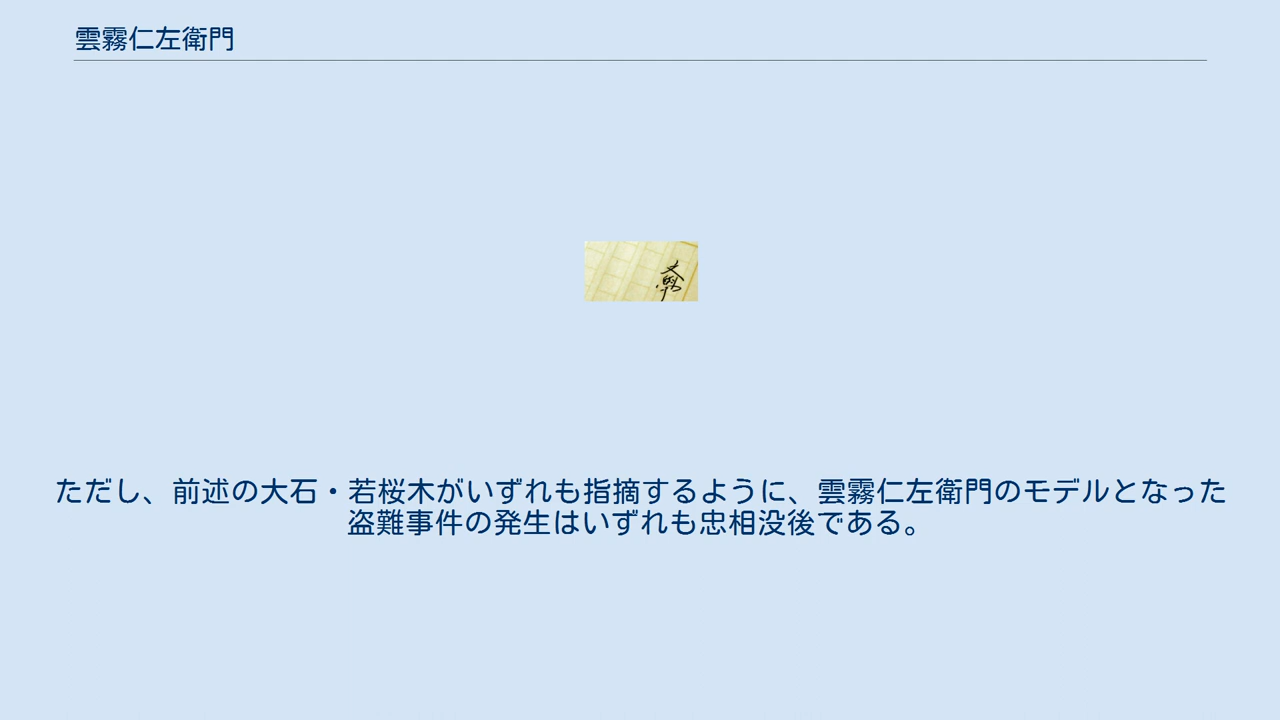 雲霧仁左衛門
ただし、前述の大石・若桜木がいずれも指摘するように、雲霧仁左衛門のモデルとなった
盗難事件の発生はいずれも忠相没後である。